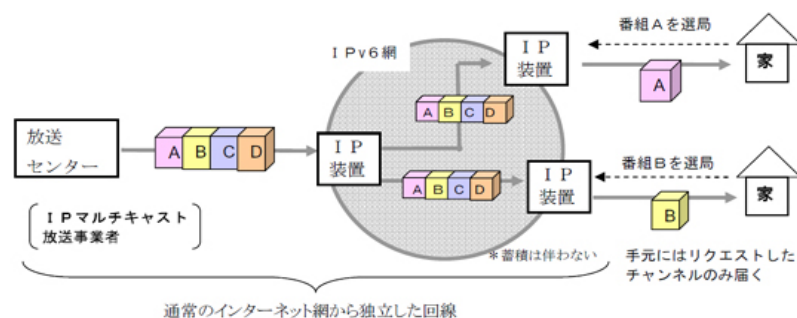 番組Aを選局
IPv6網
IP
装置
家
A
A B C D
放送
センター
A B C D
IP
装置
番組Bを選局
IP
装置
家
A B C D
B
IPマルチキャスト
放送事業者
*蓄積は伴わない
手元にはリクエストした
チャンネルのみ届く
通常のインターネット網から独立した回線